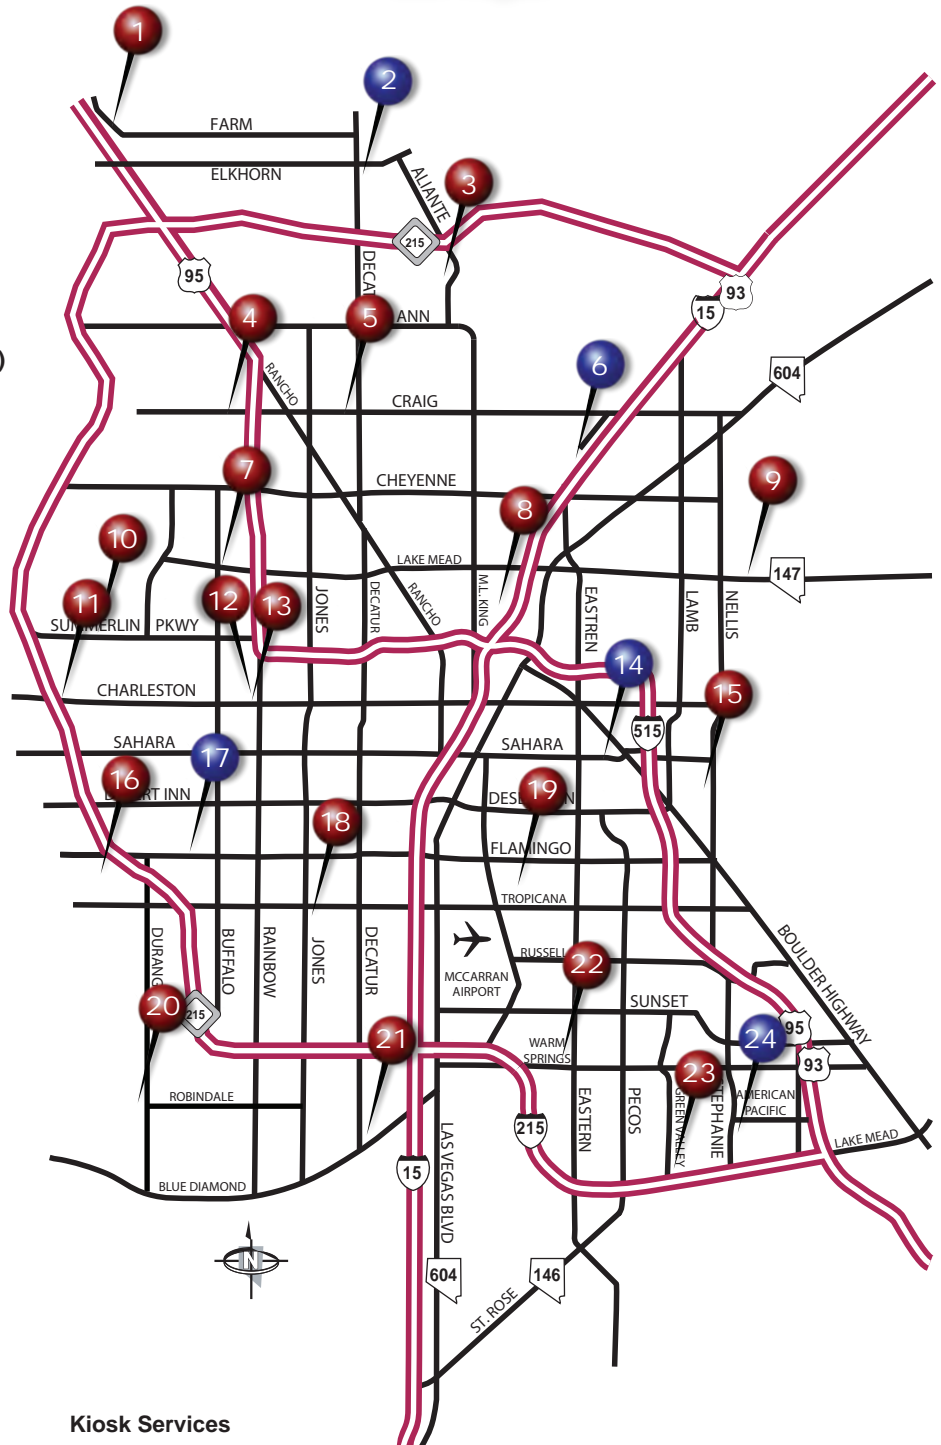 1
2
FARM
ELKHORN
ALIANTE
3
215
95
DECAT
93
15
4
5
ANN
604
6
RANCHO
CRAIG
7
CHEYENNE
9
8
10
LAKE MEAD
147
11
12
13
JONES
DECATUR
RANCHO
M.L. KING
EASTREN
LAMB
NELLIS
PKWY
14
CHARLESTON
15
515
SAHARA
17
SAHARA
16
INN
19
18
FLAMINGO
TROPICANA
BUFFALO
RAINBOW
JONES
DECATUR
MCCARRAN
AIRPORT
RUSSELL
22
BOULDER HIGHWAY
20
215
SUNSET
21
WARM
SPRINGS
24
95
93
23
ROBINDALE
AMERICAN
PACIFIC
GREEN VALLEY
EASTERN
PECOS
215
LAS VEGAS BLVD
LAKE MEAD
15
BLUE DIAMOND
N
604
146
ST. ROSE
Kiosk Services
)